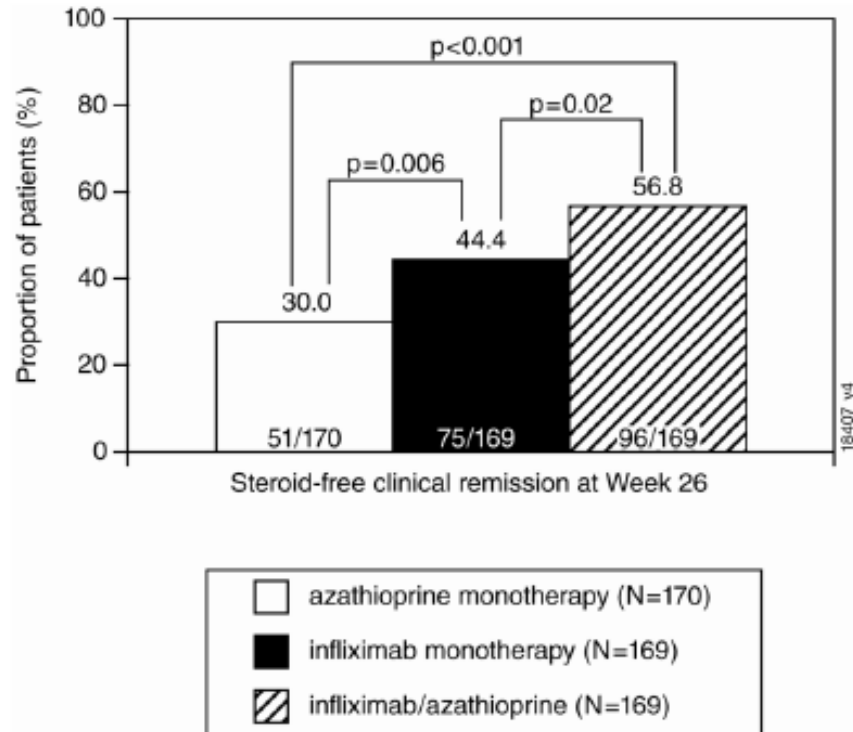 100
p<0.001
80
p=0.02
p=0.006
60
56.8
44.4
40
30.0
20
0
51/170
75/169
96/169
Proportion of patients (%)
18407_v4
Steroid-free clinical remission at Week 26
azathioprine monotherapy (N=170)
infliximab monotherapy (N=169)
infliximab/azathioprine (N=169)